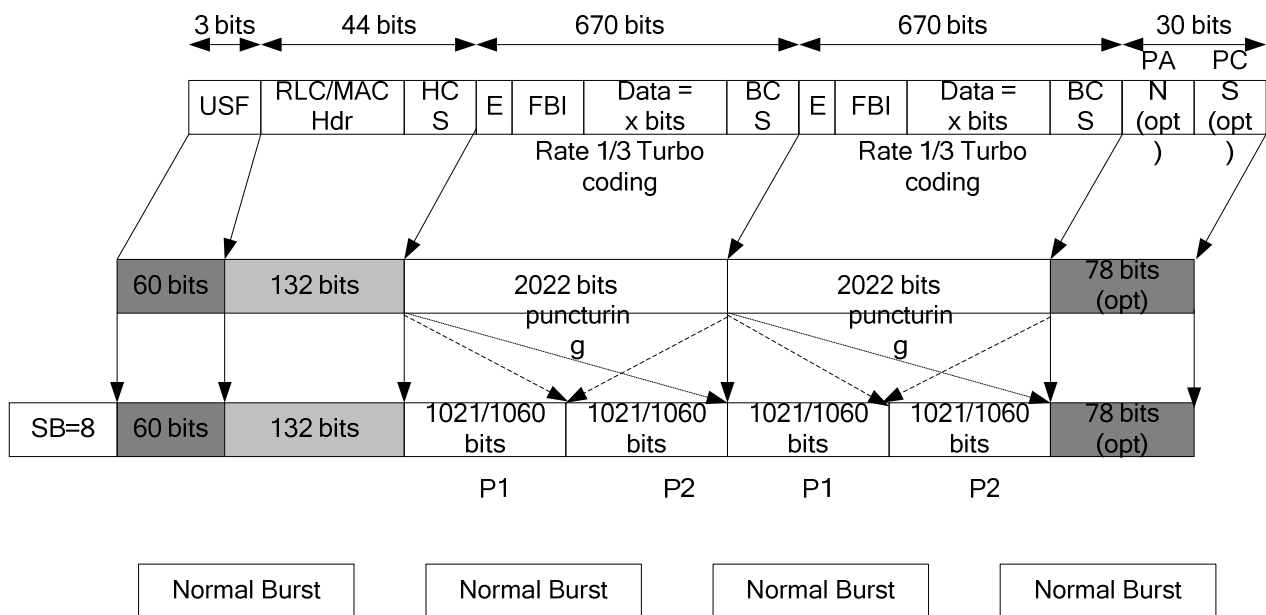 3 bits 44 bits 670 bits 670 bits 30 bits
USF
RLC/MAC
Hdr
HC
S
E
FBI
Data =
x bits
BC
S
E
FBI
Data =
x bits
BC
S
PA
N
(opt
)
PC
S
(opt
)
Rate 1/3 Turbo
coding
Rate 1/3 Turbo
coding
60 bits
132 bits
2022 bits
puncturin
g
2022 bits
puncturin
g
78 bits
(opt)
SB=8
60 bits
132 bits
1021/1060
bits
1021/1060
bits
1021/1060
bits
1021/1060
bits
78 bits
(opt)
P1 P2 P1 P2
Normal Burst Normal Burst Normal Burst Normal Burst